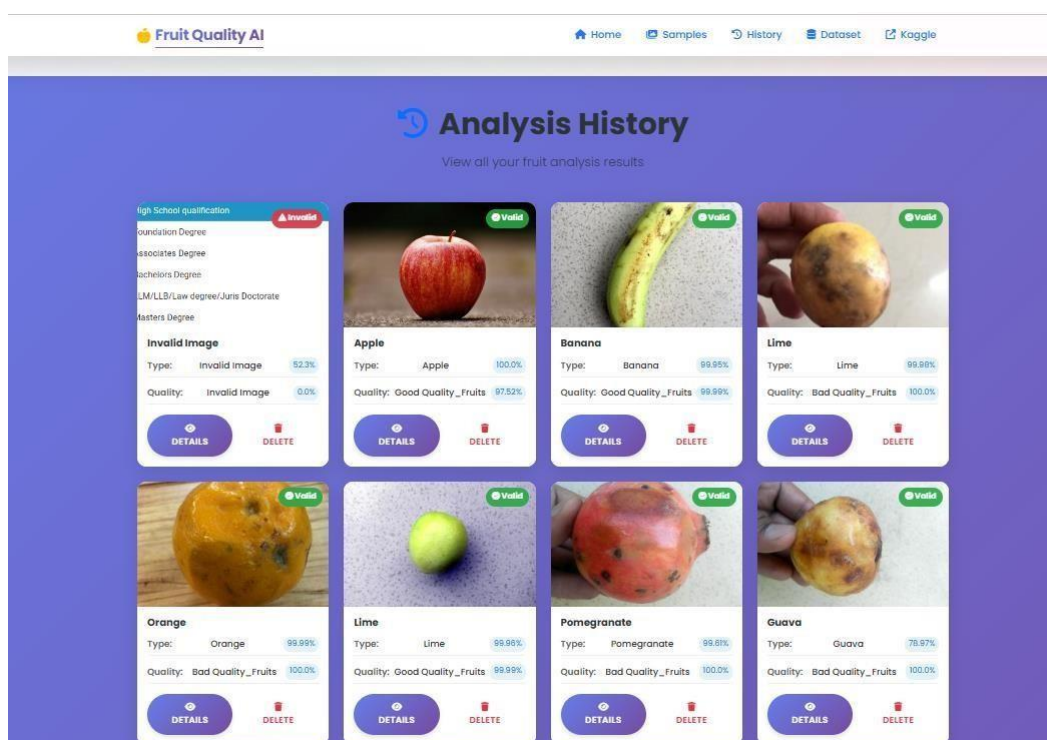 Fruit Quality AI
Home Samples History Dataset Kaggle
Analysis History
View all your fruit analysis results
High School qualification
Invalid
Foundation Degree
Associates Degree
Bachelors Degree
LLM/LLB/Law degree/Juris Doctorate
Masters Degree
Invalid Image
Type: Invalid Image 52.3%
Quality: Invalid Image 0.0%
DETAILS DELETE
Valid
Apple
Type: Apple 100.0%
Quality: Good Quality_Fruits 97.52%
DETAILS DELETE
Valid
Banana
Type: Banana 99.95%
Quality: Good Quality_Fruits 99.99%
DETAILS DELETE
Valid
Lime
Type: Lime 99.98%
Quality: Bad Quality_Fruits 100.0%
DETAILS DELETE
Valid
Orange
Type: Orange 99.99%
Quality: Bad Quality_Fruits 100.0%
DETAILS DELETE
Valid
Lime
Type: Lime 99.96%
Quality: Good Quality_Fruits 99.99%
DETAILS DELETE
Valid
Pomegranate
Type: Pomegranate 99.61%
Quality: Bad Quality_Fruits 100.0%
DETAILS DELETE
Valid
Guava
Type: Guava 78.97%
Quality: Bad Quality_Fruits 100.0%
DETAILS DELETE